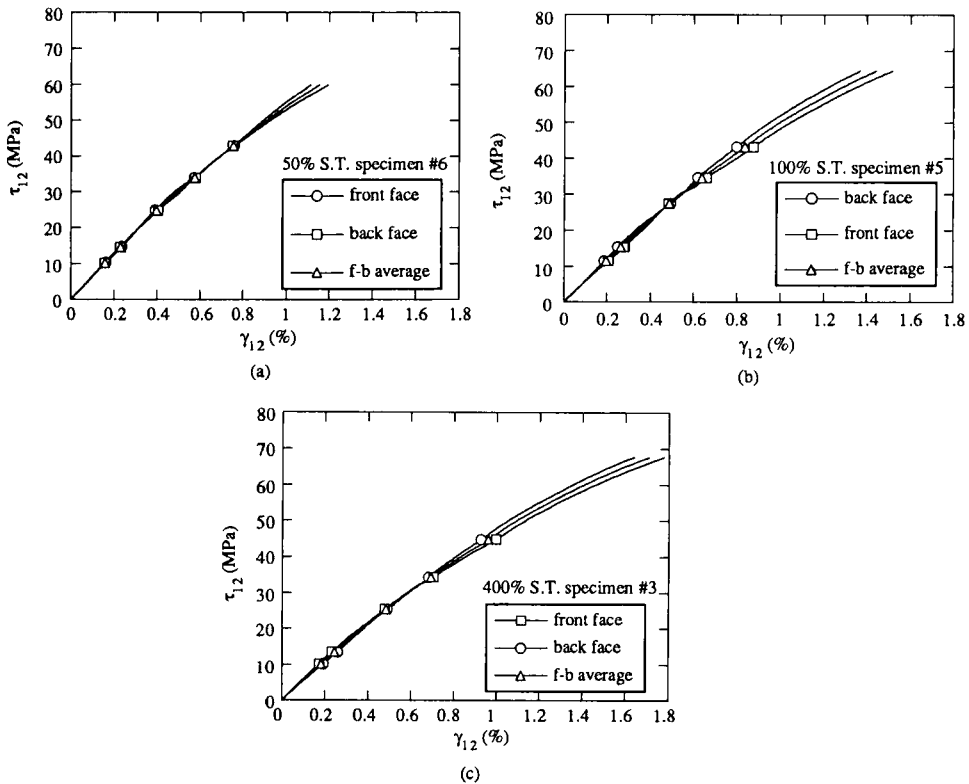 80
70
60
50
40
30
20
10
0
τ12 (MPa)
50% S.T. specimen #6
front face
back face
f-b average
0 0.2 0.4 0.6 0.8 1 1.2 1.4 1.6 1.8
γ12 (%)
(a)
80
70
60
50
40
30
20
10
0
τ12 (MPa)
100% S.T. specimen #5
back face
front face
f-b average
0 0.2 0.4 0.6 0.8 1 1.2 1.4 1.6 1.8
γ12 (%)
(b)
80
70
60
50
40
30
20
10
0
τ12 (MPa)
400% S.T. specimen #3
front face
back face
f-b average
0 0.2 0.4 0.6 0.8 1 1.2 1.4 1.6 1.8
γ12 (%)
(c)